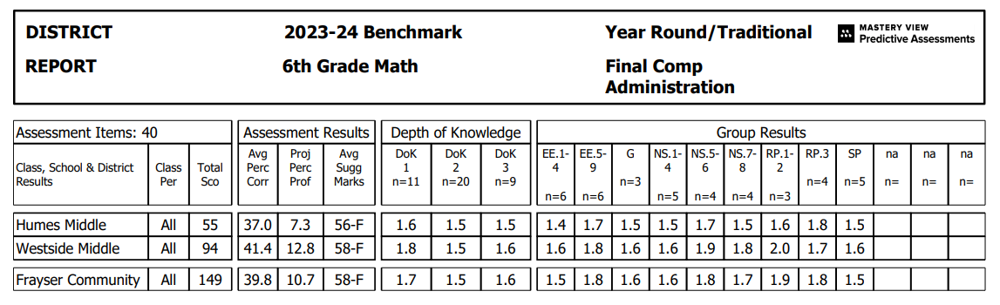 DISTRICT 2023-24 Benchmark Year Round/Traditional MASTERY VIEW
Predictive Assessments
REPORT 6th Grade Math Final Comp
Administration
Assessment Items: 40 Assessment Results Depth of Knowledge Group Results
Class, School & District Results Class Per Total Sco Avg Perc Corr Proj Perc Prof Avg Sugg Marks DoK 1 n=11 DoK 2 n=20 DoK 3 n=9 EE.1-4 n=6 EE.5-9 n=6 G n=3 NS.1-4 n=5 NS.5-6 n=4 NS.7-8 n=4 RP.1-2 n=3 RP.3 n=4 SP n=5 na n= na n= na n=
Humes Middle All 55 37.0 7.3 56-F 1.6 1.5 1.5 1.4 1.7 1.5 1.5 1.7 1.5 1.6 1.8 1.5
Westside Middle All 94 41.4 12.8 58-F 1.8 1.5 1.6 1.6 1.8 1.6 1.6 1.9 1.8 2.0 1.7 1.6
Frayser Community All 149 39.8 10.7 58-F 1.7 1.5 1.6 1.5 1.8 1.6 1.6 1.8 1.7 1.9 1.8 1.5